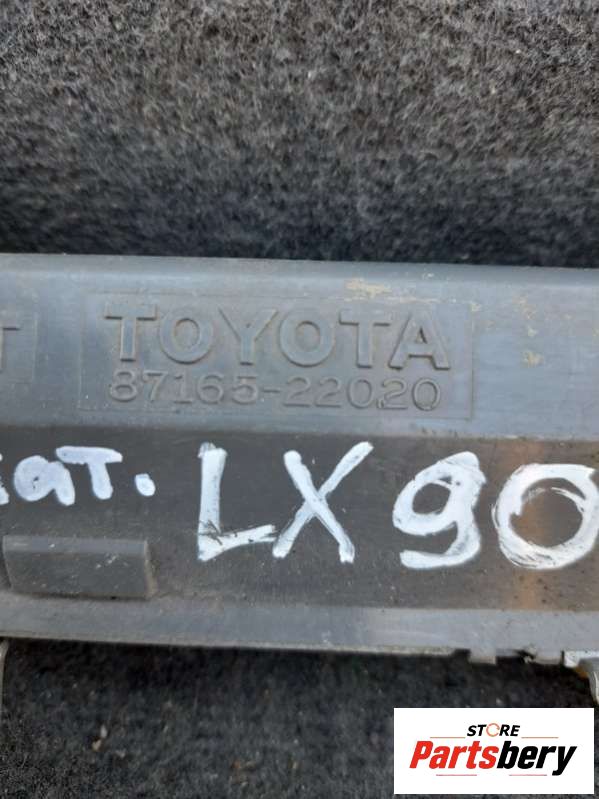 TOYOTA
87165-22020
LX90
STORE
Partsbery